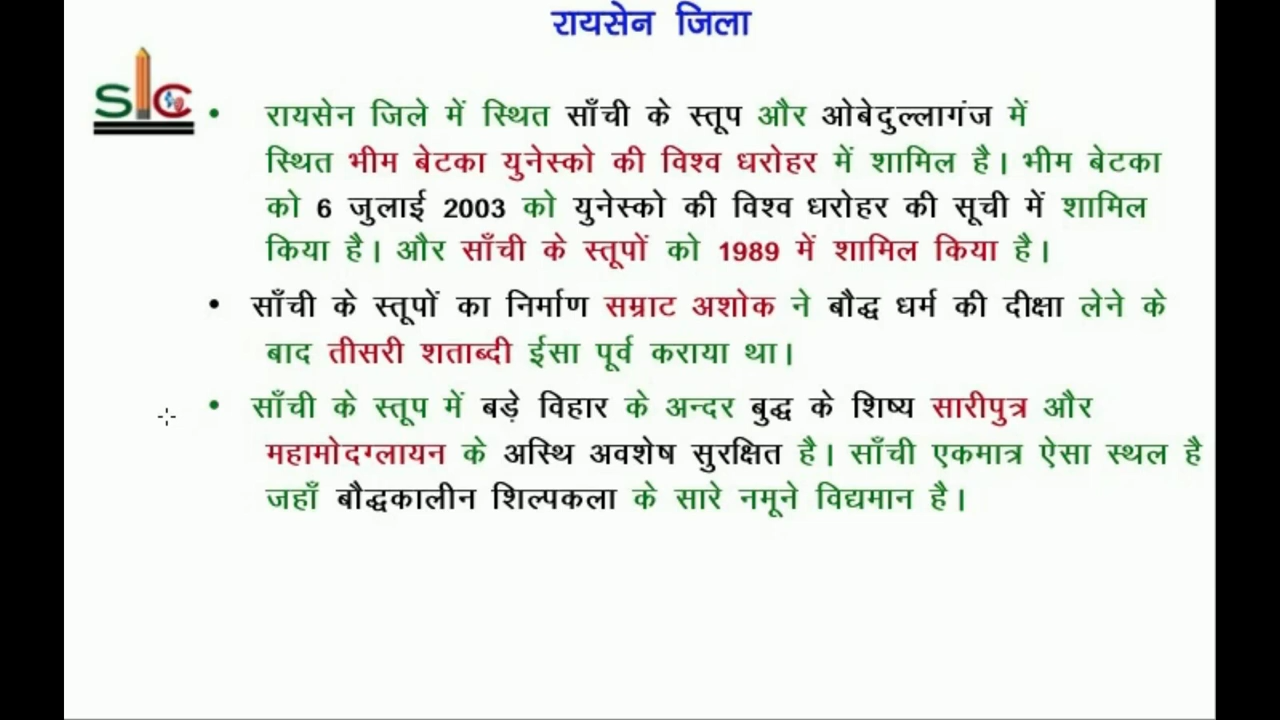 रायसेन जिला
SIC
• रायसेन जिले में स्थित साँची के स्तूप और ओबेदुल्लागंज में
स्थित भीम बेटका युनेस्को की विश्व धरोहर में शामिल है। भीम बेटका
को 6 जुलाई 2003 को युनेस्को की विश्व धरोहर की सूची में शामिल
किया है। और साँची के स्तूपों को 1989 में शामिल किया है।
• साँची के स्तूपों का निर्माण सम्राट अशोक ने बौद्ध धर्म की दीक्षा लेने के
बाद तीसरी शताब्दी ईसा पूर्व कराया था।
• साँची के स्तूप में बड़े विहार के अन्दर बुद्ध के शिष्य सारीपुत्र और
महामोदग्लायन के अस्थि अवशेष सुरक्षित है। साँची एकमात्र ऐसा स्थल है
जहाँ बौद्धकालीन शिल्पकला के सारे नमूने विद्यमान है।